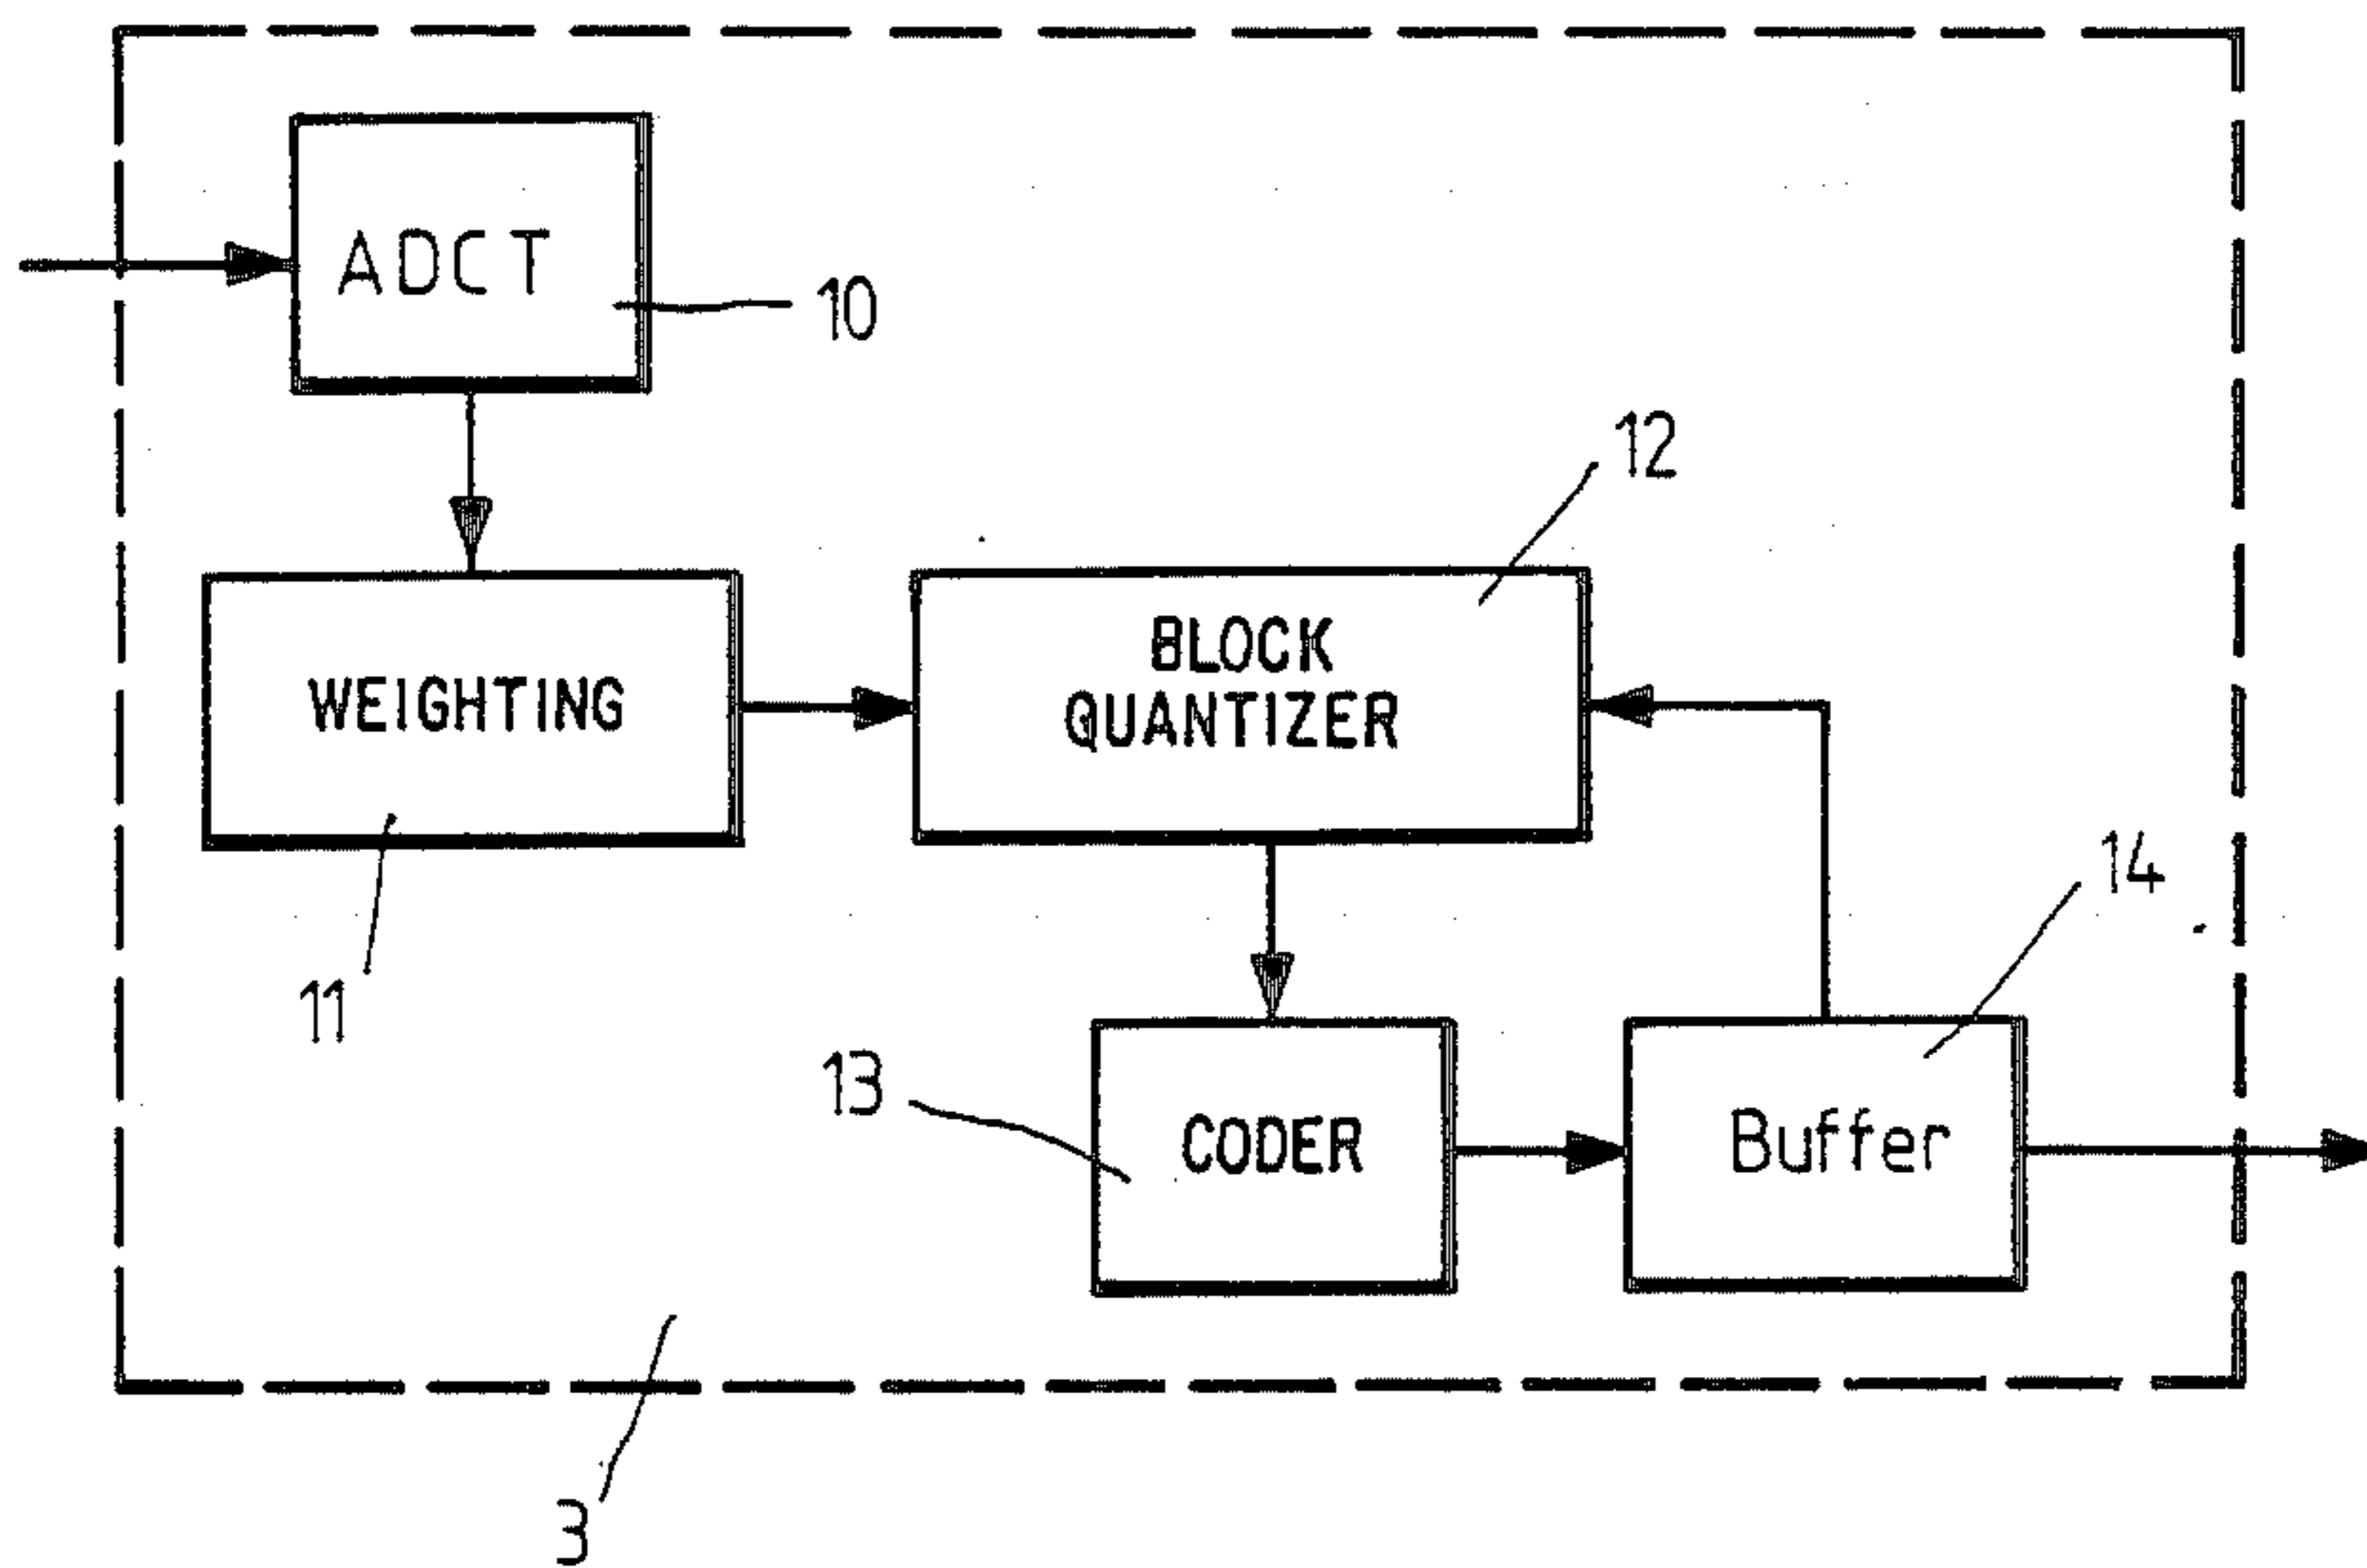 ADCT
10
12
WEIGHTING
BLOCK
QUANTIZER
14
11
13
CODER
Buffer
3